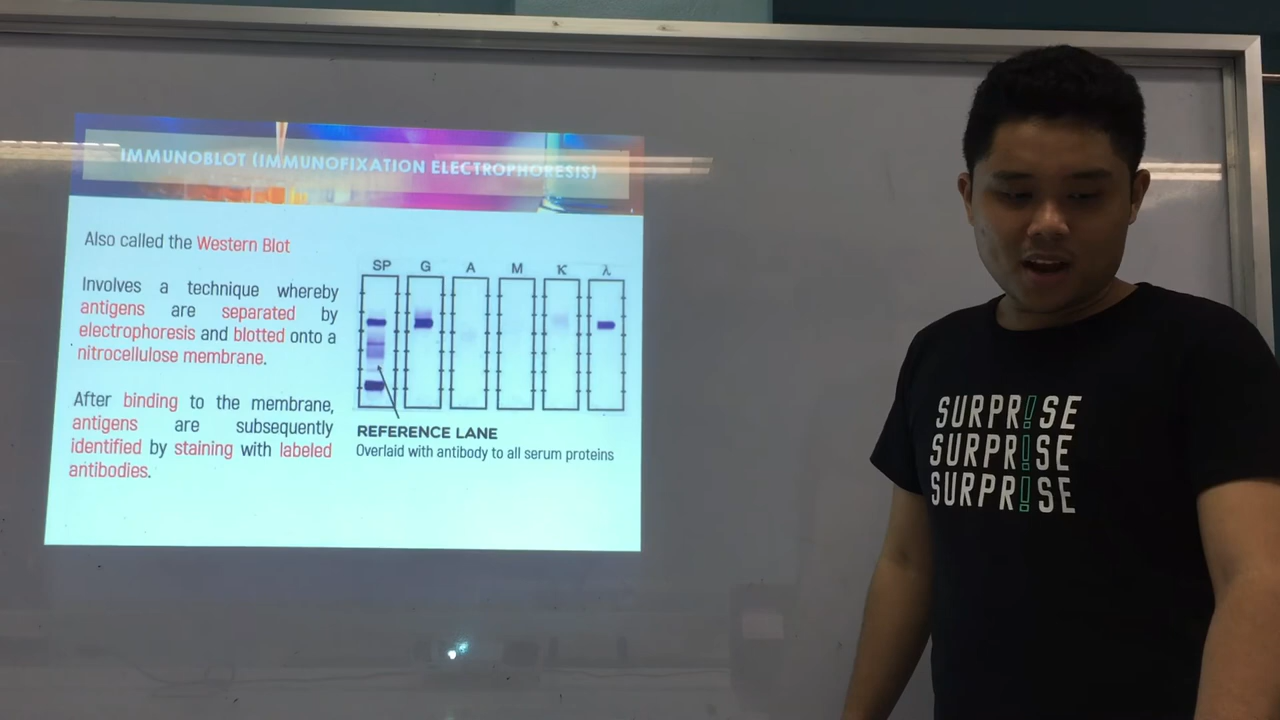 IMMUNOBLOT (IMMUNOFIXATION ELECTROPHORESIS)
Also called the Western Blot
Involves a technique whereby
antigens are separated by
electrophoresis and blotted onto a
nitrocellulose membrane.
After binding to the membrane,
antigens are subsequently
identified by staining with labeled
antibodies.
SP G A M K λ
REFERENCE LANE
Overlaid with antibody to all serum proteins
SURPR!SE
SURPR!SE
SURPR!SE